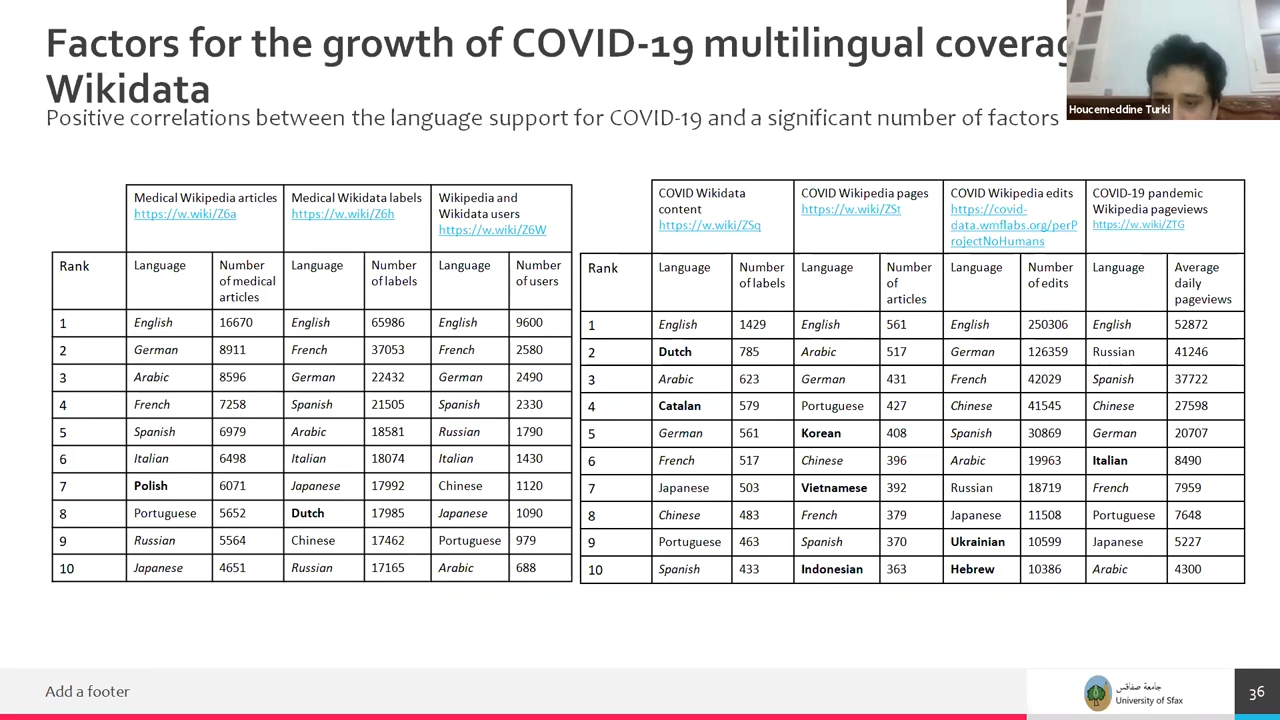 Factors for the growth of COVID-19 multilingual
Wikidata
Positive correlations between the language support for COVID-19 and a significant number of factors
Houcemeddine Turki
Medical Wikipedia articles https://w.wiki/Z6a | Medical Wikidata labels https://w.wiki/Z6h | Wikipedia and Wikidata users https://w.wiki/Z6W
Rank | Language | Number of medical articles | Language | Number of labels | Language | Number of users
1 | English | 16670 | English | 65986 | English | 9600
2 | German | 8911 | French | 37053 | French | 2580
3 | Arabic | 8596 | German | 22432 | German | 2490
4 | French | 7258 | Spanish | 21505 | Spanish | 2330
5 | Spanish | 6979 | Arabic | 18581 | Russian | 1790
6 | Italian | 6498 | Italian | 18074 | Italian | 1430
7 | Polish | 6071 | Japanese | 17992 | Chinese | 1120
8 | Portuguese | 5652 | Dutch | 17985 | Japanese | 1090
9 | Russian | 5564 | Chinese | 17462 | Portuguese | 979
10 | Japanese | 4651 | Russian | 17165 | Arabic | 688
COVID Wikidata content https://w.wiki/ZSq | COVID Wikipedia pages https://w.wiki/ZSt | COVID Wikipedia edits https://covid-data.wmflabs.org/perProjectNoHumans | COVID-19 pandemic Wikipedia pageviews https://w.wiki/ZTG
Rank | Language | Number of labels | Language | Number of articles | Language | Number of edits | Language | Average daily pageviews
1 | English | 1429 | English | 561 | English | 250306 | English | 52872
2 | Dutch | 785 | Arabic | 517 | German | 126359 | Russian | 41246
3 | Arabic | 623 | German | 431 | French | 42029 | Spanish | 37722
4 | Catalan | 579 | Portuguese | 427 | Chinese | 41545 | Chinese | 27598
5 | German | 561 | Korean | 408 | Spanish | 30869 | German | 20707
6 | French | 517 | Chinese | 396 | Arabic | 19963 | Italian | 8490
7 | Japanese | 503 | Vietnamese | 392 | Russian | 18719 | French | 7959
8 | Chinese | 483 | French | 379 | Japanese | 11508 | Portuguese | 7648
9 | Portuguese | 463 | Spanish | 370 | Ukrainian | 10599 | Japanese | 5227
10 | Spanish | 433 | Indonesian | 363 | Hebrew | 10386 | Arabic | 4300
Add a footer
جامعة صفاقس
University of Sfax
36